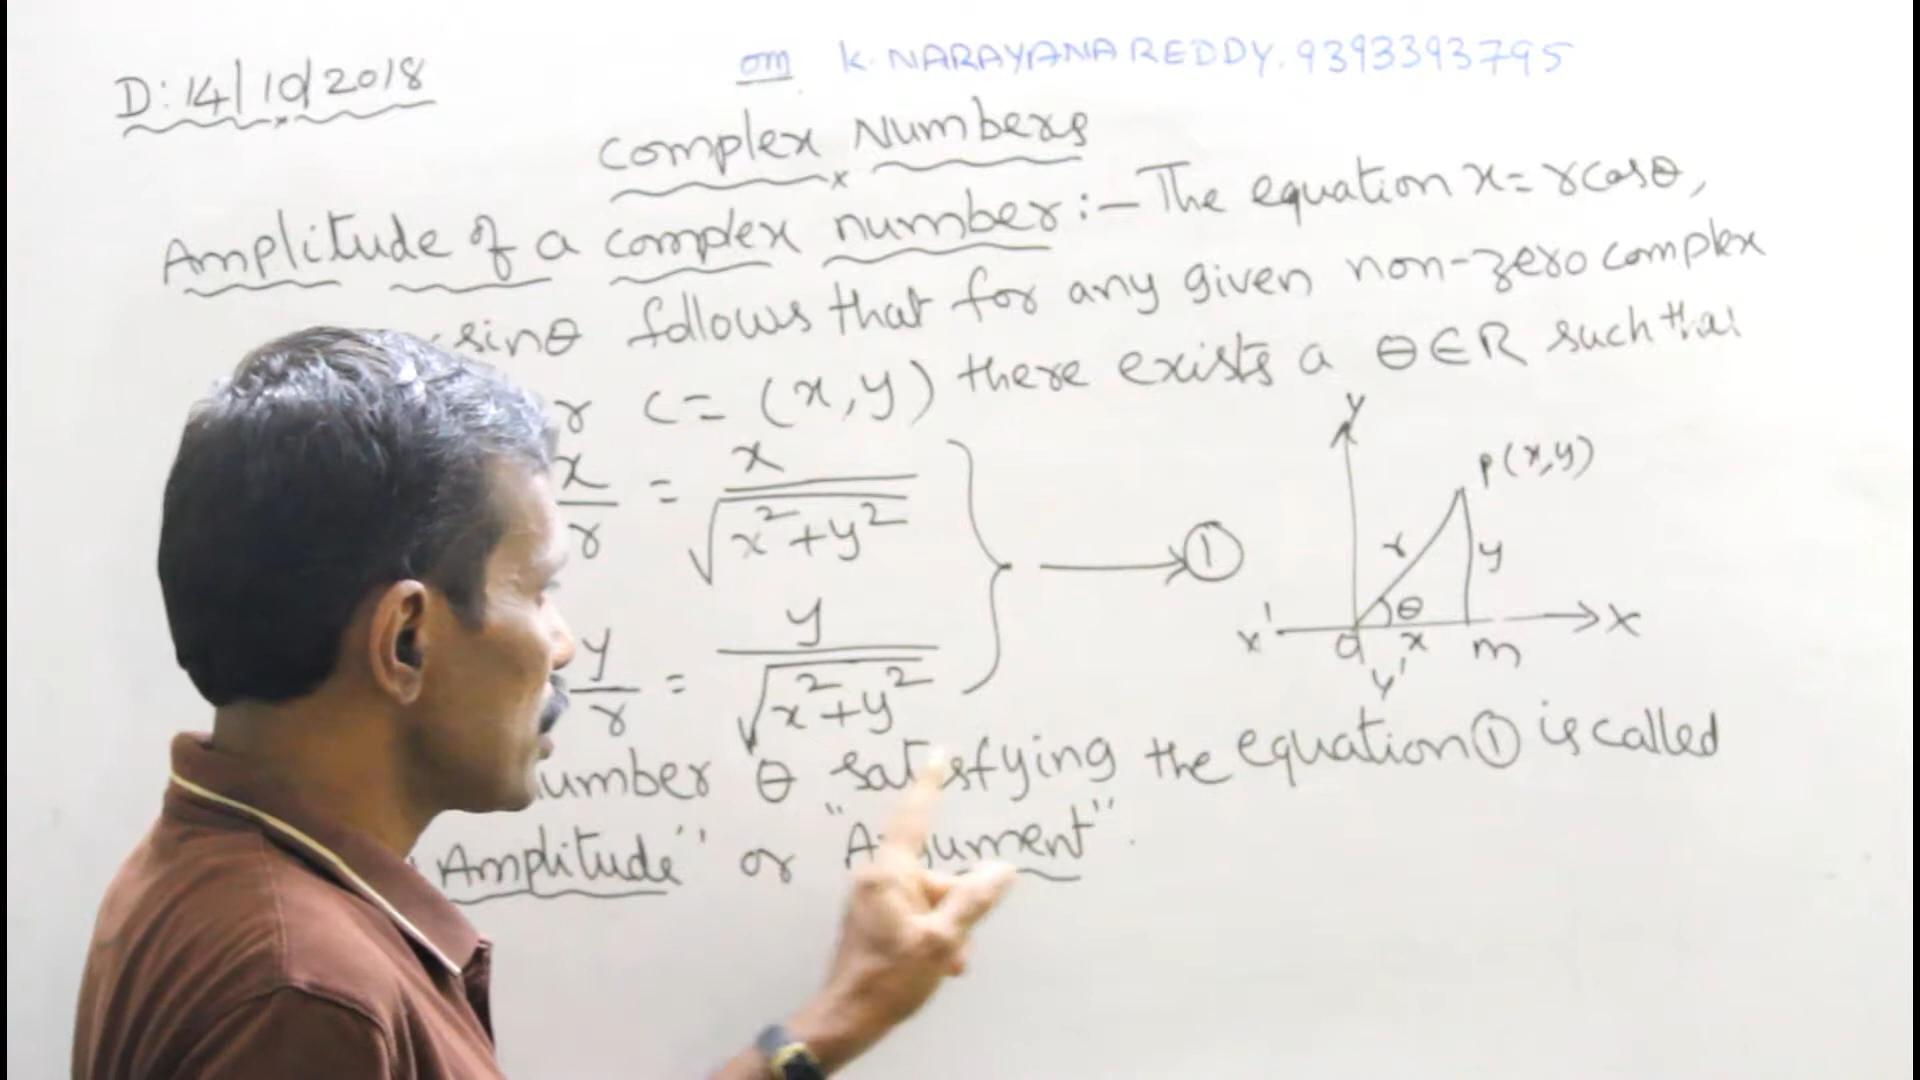 D: 14/10/2018
om K. NARAYANA REDDY. 9393393795
Complex Numbers
Amplitude of a complex number :- The equation x = r cosθ,
sinθ follows that for any given non-zero complex
r c = (x, y) there exists a θ ∈ R such that
x/r = x/√(x²+y²)
y/r = y/√(x²+y²)
→ ①
Y
P(x,y)
r
y
θ
X' O x m X
Y'
umber θ satisfying the equation ① is called
"Amplitude" or "Argument".